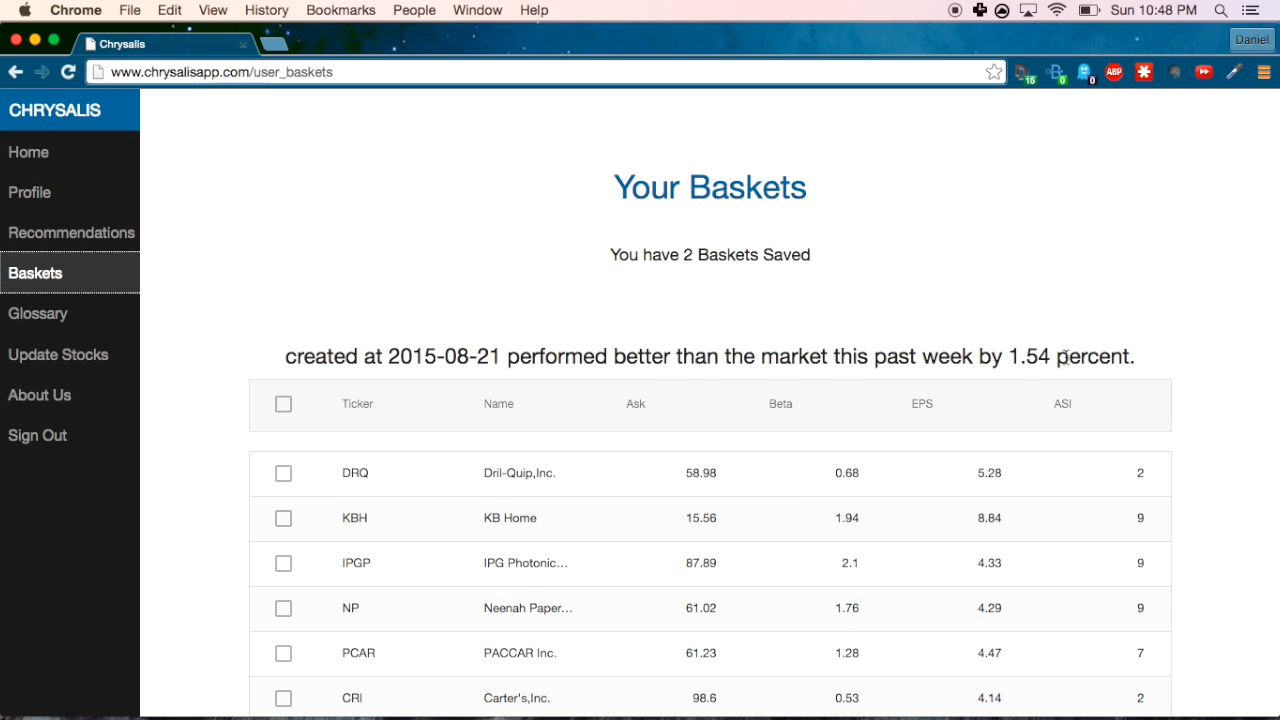 Chrome File Edit View History Bookmarks People Window Help Sun 10:48 PM
Chrysalis Daniel
www.chrysalisapp.com/user_baskets 15 0 0 ABP
CHRYSALIS
Home
Profile
Recommendations
Baskets
Glossary
Update Stocks
About Us
Sign Out
Your Baskets
You have 2 Baskets Saved
created at 2015-08-21 performed better than the market this past week by 1.54 percent.
Ticker Name Ask Beta EPS ASI
DRQ Dril-Quip,Inc. 58.98 0.68 5.28 2
KBH KB Home 15.56 1.94 8.84 9
IPGP IPG Photonic... 87.89 2.1 4.33 9
NP Neenah Paper... 61.02 1.76 4.29 9
PCAR PACCAR Inc. 61.23 1.28 4.47 7
CRI Carter's,Inc. 98.6 0.53 4.14 2